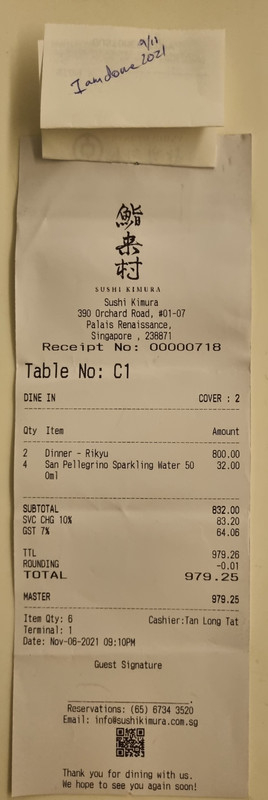 9/11
Iamdone2021
鮨
来
村
SUSHI KIMURA
Sushi Kimura
390 Orchard Road, #01-07
Palais Renaissance,
Singapore , 238871
Receipt No: 00000718
Table No: C1
DINE IN COVER : 2
Qty Item Amount
2 Dinner - Rikyu 800.00
4 San Pellegrino Sparkling Water 50 32.00
0ml
SUBTOTAL 832.00
SVC CHG 10% 83.20
GST 7% 64.06
TTL 979.26
ROUNDING -0.01
TOTAL 979.25
MASTER 979.25
Item Qty: 6 Cashier:Tan Long Tat
Terminal: 1
Date: Nov-06-2021 09:10PM
Guest Signature
Reservations: (65) 6734 3520
Email: info@sushikimura.com.sg
Thank you for dining with us.
We hope to see you again soon!